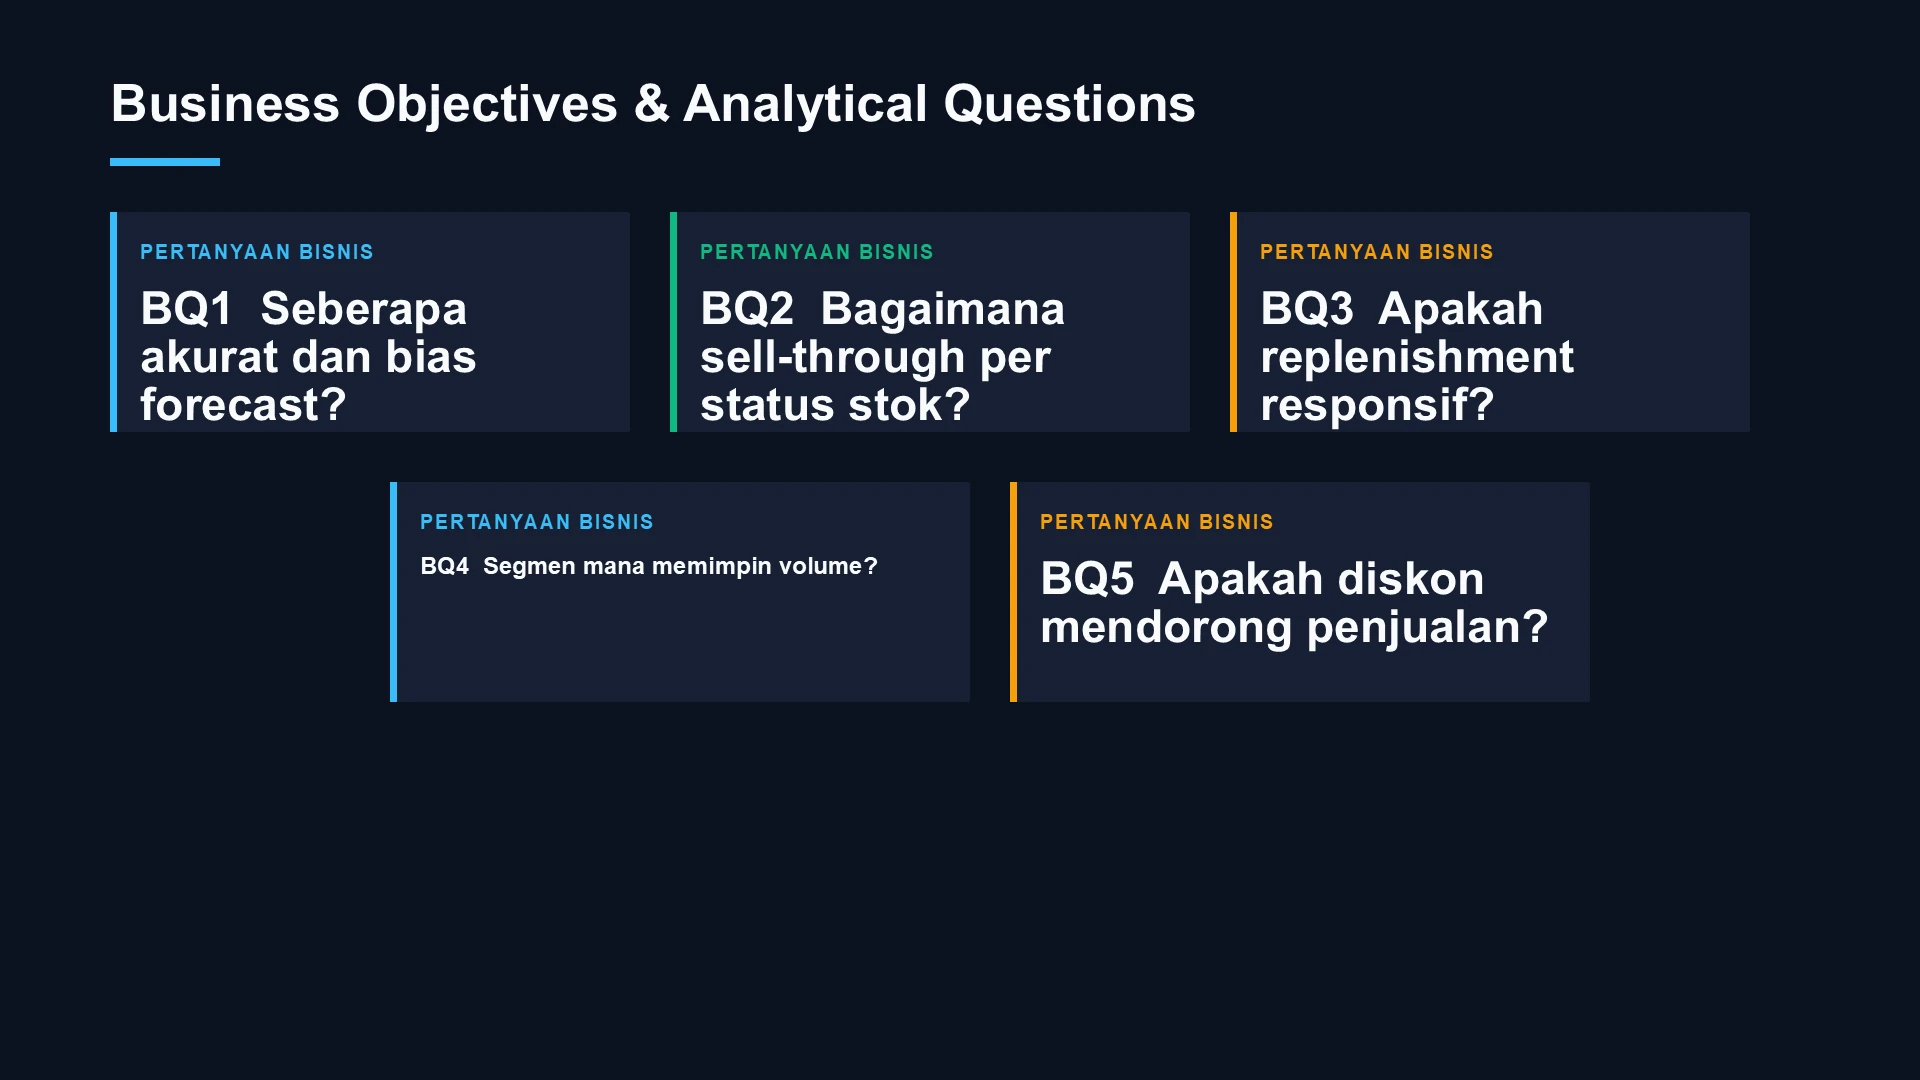 Business Objectives & Analytical Questions
PERTANYAAN BISNIS
BQ1  Seberapa
akurat dan bias
forecast?
PERTANYAAN BISNIS
BQ2  Bagaimana
sell-through per
status stok?
PERTANYAAN BISNIS
BQ3  Apakah
replenishment
responsif?
PERTANYAAN BISNIS
BQ4  Segmen mana memimpin volume?
PERTANYAAN BISNIS
BQ5  Apakah diskon
mendorong penjualan?